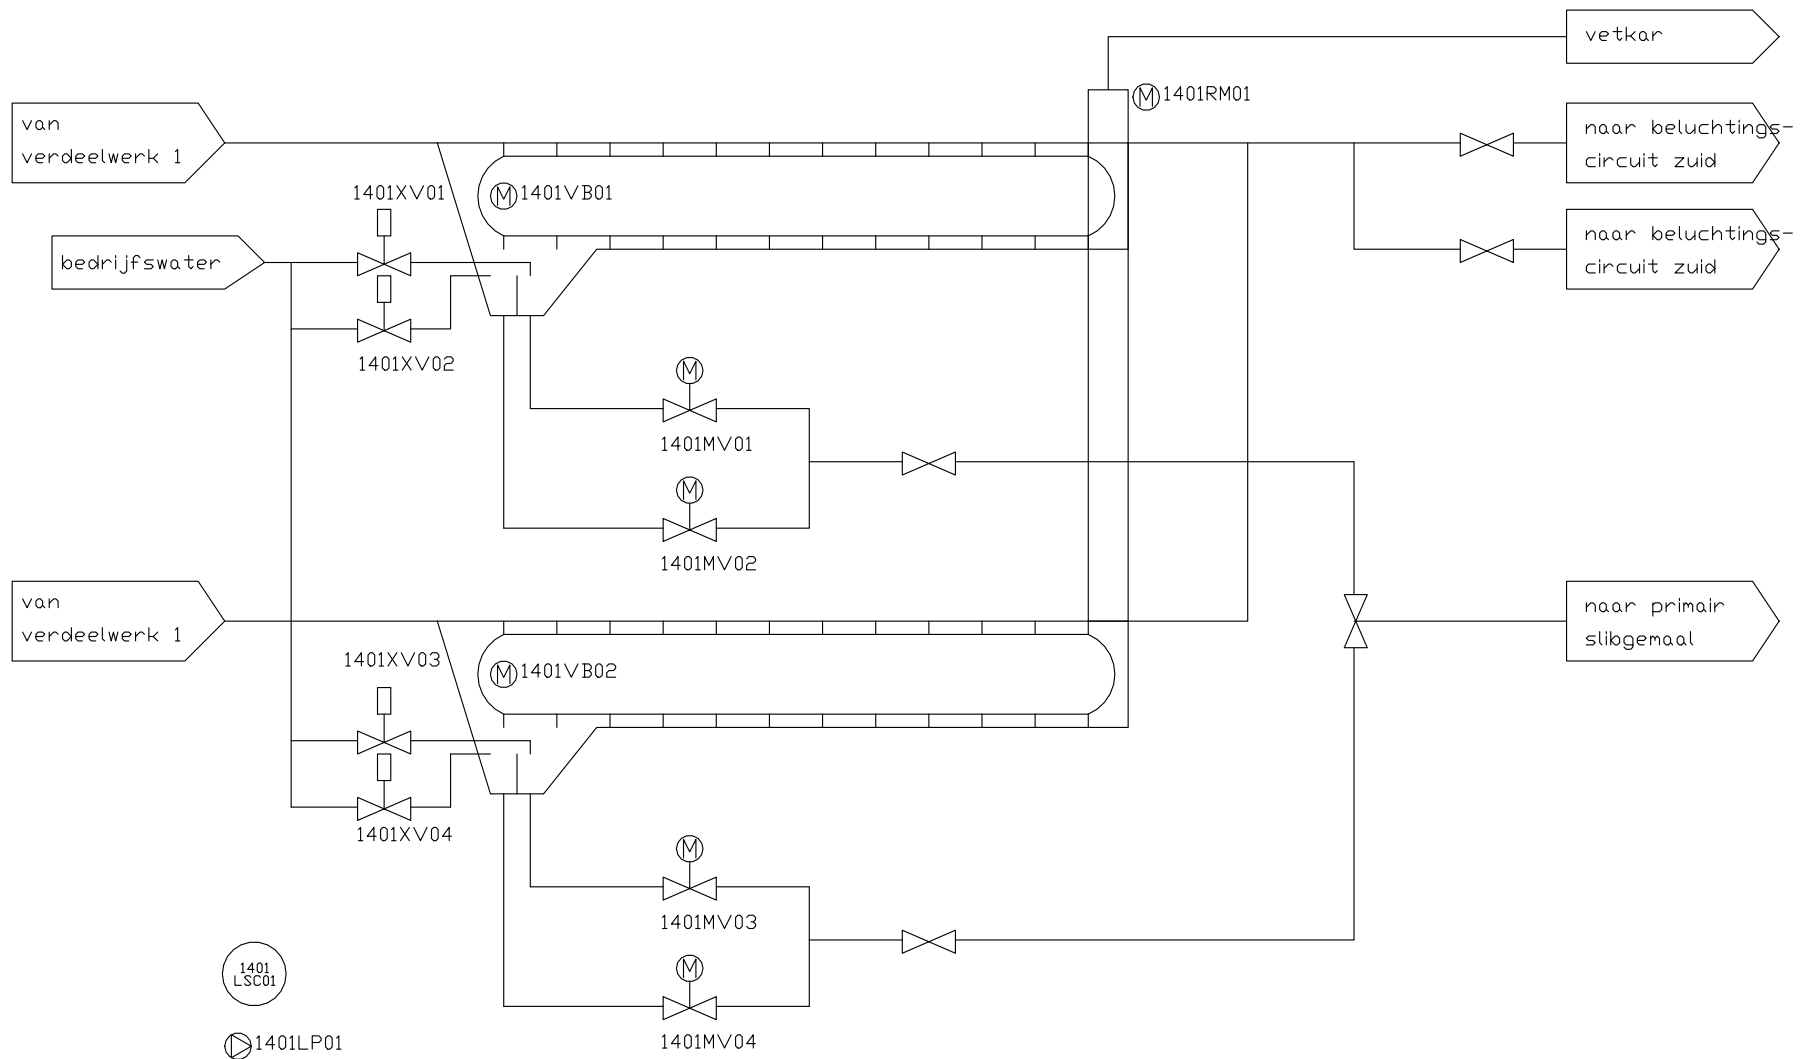 vetkar
M 1401RM01
van
verdeelwerk 1
naar beluchtings-
circuit zuid
1401XV01
M 1401VB01
naar beluchtings-
circuit zuid
bedrijfswater
1401XV02
M
1401MV01
M
1401MV02
van
verdeelwerk 1
naar primair
slibgemaal
1401XV03
M 1401VB02
1401XV04
M
1401MV03
1401
LSC01
M
1401LP01
1401MV04